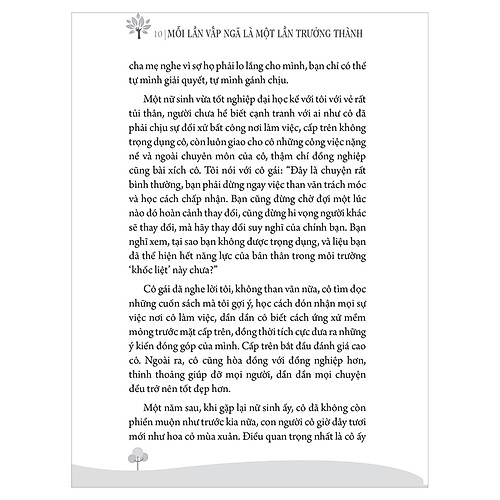 10 | MỖI LẦN VẤP NGÃ LÀ MỘT LẦN TRƯỞNG THÀNH
cha mẹ nghe vì sợ họ phải lo lắng cho mình, bạn chỉ có thể
tự mình giải quyết, tự mình gánh chịu.
Một nữ sinh vừa tốt nghiệp đại học kể với tôi với vẻ rất
tủi thân, người chưa hề biết cạnh tranh với ai như cô đã
phải chịu sự đối xử bất công nơi làm việc, cấp trên không
trọng dụng cô, còn luôn giao cho cô những công việc nặng
nề và ngoài chuyên môn của cô, thậm chí đồng nghiệp
cũng bài xích cô. Tôi nói với cô gái: “Đây là chuyện rất
bình thường, bạn phải dừng ngay việc than vãn trách móc
và học cách chấp nhận. Bạn cũng đừng chờ đợi một lúc
nào đó hoàn cảnh thay đổi, cũng đừng hi vọng người khác
sẽ thay đổi, mà hãy thay đổi suy nghĩ của chính bạn. Bạn
nghĩ xem, tại sao bạn không được trọng dụng, và liệu bạn
đã thể hiện hết năng lực của bản thân trong môi trường
‘khốc liệt’ này chưa?”
Cô gái đã nghe lời tôi, không than vãn nữa, cô tìm đọc
những cuốn sách mà tôi gợi ý, học cách đón nhận mọi sự
việc nơi cô làm việc, dần dần cô biết cách ứng xử mềm
mỏng trước mặt cấp trên, đồng thời tích cực đưa ra những
ý kiến đóng góp của mình. Cấp trên bắt đầu đánh giá cao
cô. Ngoài ra, cô cũng hòa đồng với đồng nghiệp hơn,
thỉnh thoảng giúp đỡ mọi người, dần dần mọi chuyện
đều trở nên tốt đẹp hơn.
Một năm sau, khi gặp lại nữ sinh ấy, cô đã không còn
phiền muộn như trước kia nữa, con người cô giờ đây tươi
mới như hoa cỏ mùa xuân. Điều quan trọng nhất là cô ấy